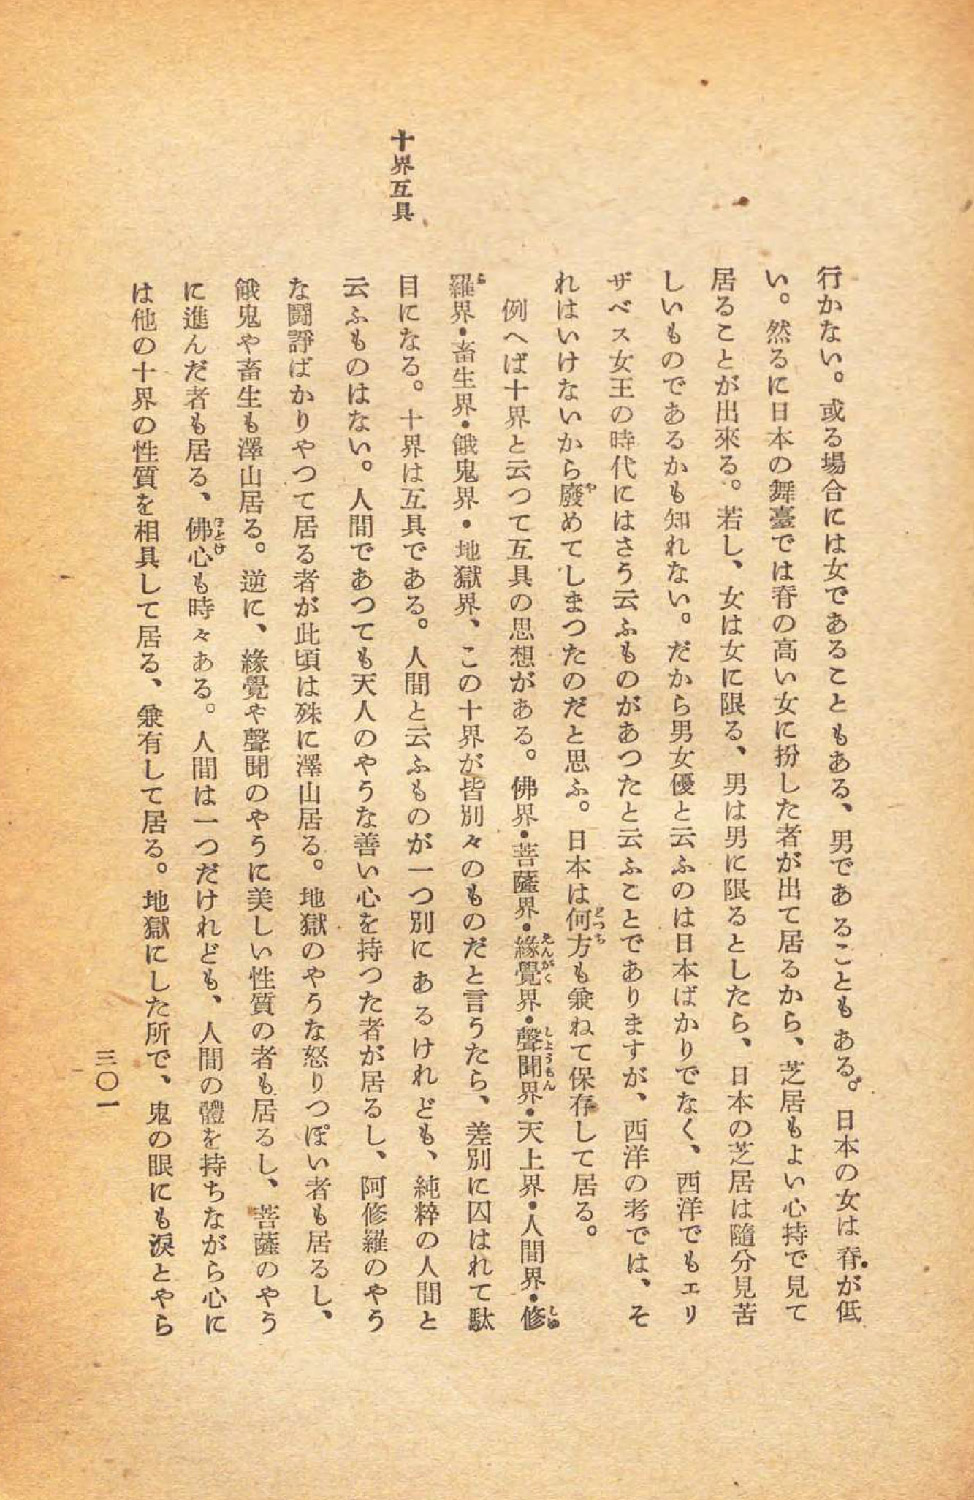 十界互具
行かない。或る場合には女であることもある、男であることもある。日本の女は脊が低
い。然るに日本の舞臺では脊の高い女に扮した者が出て居るから、芝居もよい心持で見て
居ることが出來る。若し、女は女に限る、男は男に限るとしたら、日本の芝居は隨分見苦
しいものであるかも知れない。だから男女優と云ふのは日本ばかりでなく、西洋でもエリ
ザベス女王の時代にはさう云ふものがあつたと云ふことでありますが、西洋の考では、そ
れはいけないから廢めてしまつたのだと思ふ。日本は何方も兼ねて保存して居る。
例へば十界と云つて互具の思想がある。佛界・菩薩界・緣覺界・聲聞界・天上界・人間界・修
羅界・畜生界・餓鬼界・地獄界、この十界が皆別々のものだと言うたら、差別に囚はれて駄
目になる。十界は互具である。人間と云ふものが一つ別にあるけれども、純粹の人間と
云ふものはない。人間であつても天人のやうな善い心を持つた者が居るし、阿修羅のやう
な鬪諍ばかりやつて居る者が此頃は殊に澤山居る。地獄のやうな怒りつぽい者も居るし、
餓鬼や畜生も澤山居る。逆に、緣覺や聲聞のやうに美しい性質の者も居るし、菩薩のやう
に進んだ者も居る、佛心も時々ある。人間は一つだけれども、人間の體を持ちながら心に
は他の十界の性質を相具して居る、兼有して居る。地獄にした所で、鬼の眼にも淚とやら
三〇一